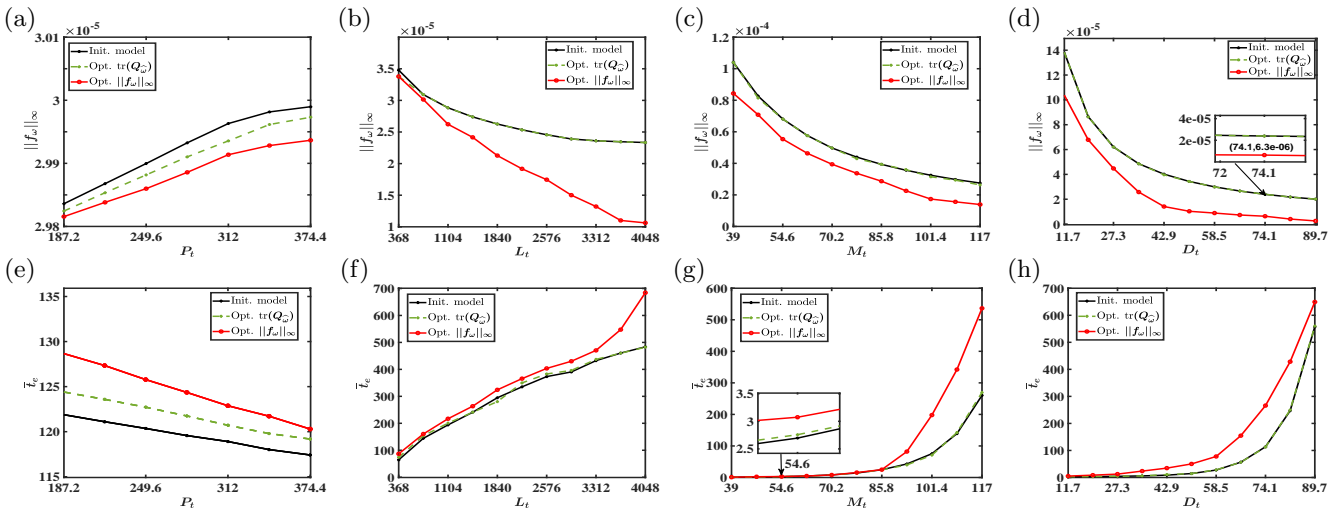 (a)
×10⁻⁵
3.01
3
2.99
2.98
||f_ω||∞
187.2 249.6 312 374.4
P_t
Init. model
Opt. tr(Q_ω̂)
Opt. ||f_ω||∞
(b)
×10⁻⁵
4
3.5
3
2.5
2
1.5
1
||f_ω||∞
368 1104 1840 2576 3312 4048
L_t
Init. model
Opt. tr(Q_ω̂)
Opt. ||f_ω||∞
(c)
×10⁻⁴
1.2
1
0.8
0.6
0.4
0.2
0
||f_ω||∞
39 54.6 70.2 85.8 101.4 117
M_t
Init. model
Opt. tr(Q_ω̂)
Opt. ||f_ω||∞
(d)
×10⁻⁵
14
12
10
8
6
4
2
0
||f_ω||∞
11.7 27.3 42.9 58.5 74.1 89.7
D_t
Init. model
Opt. tr(Q_ω̂)
Opt. ||f_ω||∞
4e-05
2e-05
(74.1,6.3e-06)
72 74.1
(e)
135
130
125
120
115
t̄_e
187.2 249.6 312 374.4
P_t
Init. model
Opt. tr(Q_ω̂)
Opt. ||f_ω||∞
(f)
700
600
500
400
300
200
100
0
t̄_e
368 1104 1840 2576 3312 4048
L_t
Init. model
Opt. tr(Q_ω̂)
Opt. ||f_ω||∞
(g)
600
500
400
300
200
100
0
t̄_e
39 54.6 70.2 85.8 101.4 117
M_t
Init. model
Opt. tr(Q_ω̂)
Opt. ||f_ω||∞
3.5
3
2.5
54.6
(h)
700
600
500
400
300
200
100
0
t̄_e
11.7 27.3 42.9 58.5 74.1 89.7
D_t
Init. model
Opt. tr(Q_ω̂)
Opt. ||f_ω||∞